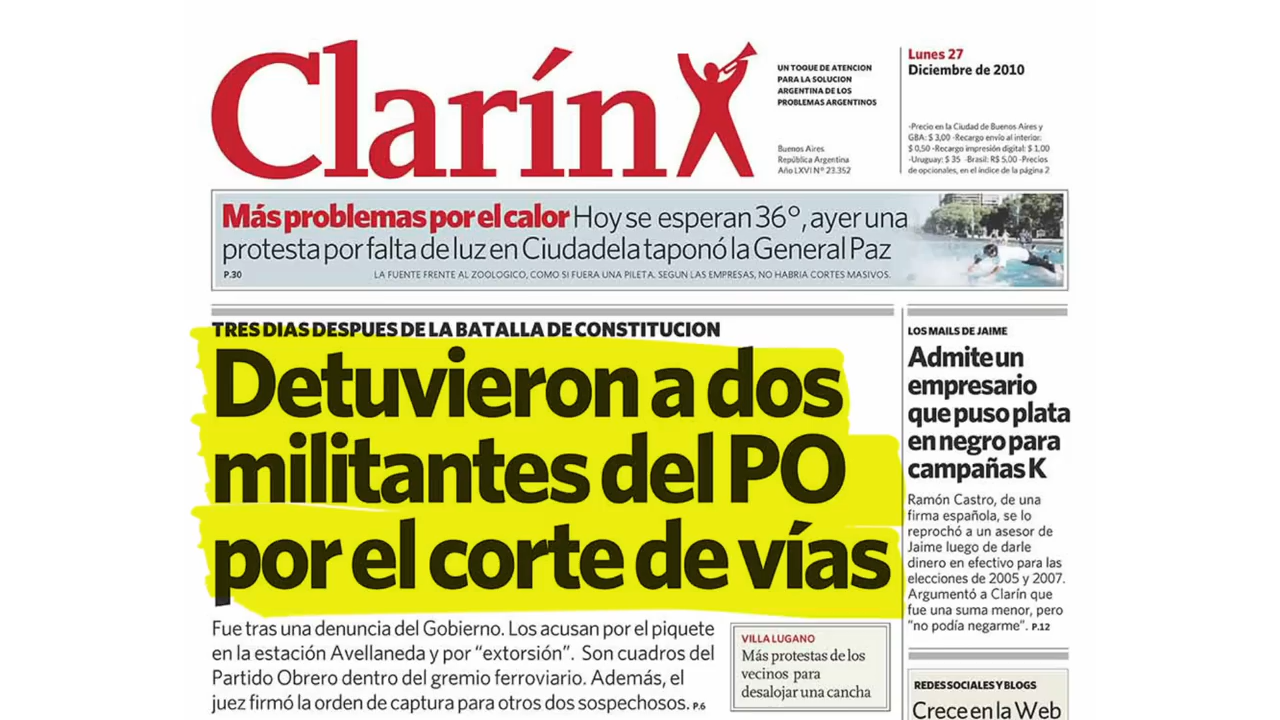 Clarín
UN TOQUE DE ATENCION
PARA LA SOLUCION
ARGENTINA DE LOS
PROBLEMAS ARGENTINOS
Buenos Aires
República Argentina
Año LXVI Nº 23.352
Lunes 27
Diciembre de 2010
-Precio en la Ciudad de Buenos Aires y
GBA: $ 3,00 -Recargo envío al interior:
$ 0,50 -Recargo impresión digital: $ 1,00
-Uruguay: $ 35 -Brasil: R$ 5,00 -Precios
de opcionales, en el índice de la página 2
Más problemas por el calor Hoy se esperan 36°, ayer una
protesta por falta de luz en Ciudadela taponó la General Paz
P.30
LA FUENTE FRENTE AL ZOOLOGICO, COMO SI FUERA UNA PILETA. SEGUN LAS EMPRESAS, NO HABRIA CORTES MASIVOS.
TRES DIAS DESPUES DE LA BATALLA DE CONSTITUCION
Detuvieron a dos
militantes del PO
por el corte de vías
Fue tras una denuncia del Gobierno. Los acusan por el piquete
en la estación Avellaneda y por “extorsión”. Son cuadros del
Partido Obrero dentro del gremio ferroviario. Además, el
juez firmó la orden de captura para otros dos sospechosos. P.6
VILLA LUGANO
Más protestas de los
vecinos para
desalojar una cancha
LOS MAILS DE JAIME
Admite un
empresario
que puso plata
en negro para
campañas K
Ramón Castro, de una
firma española, se lo
reprochó a un asesor de
Jaime luego de darle
dinero en efectivo para las
elecciones de 2005 y 2007.
Argumentó a Clarín que
fue una suma menor, pero
“no podía negarme”. P.12
REDES SOCIALES Y BLOGS
Crece en la Web